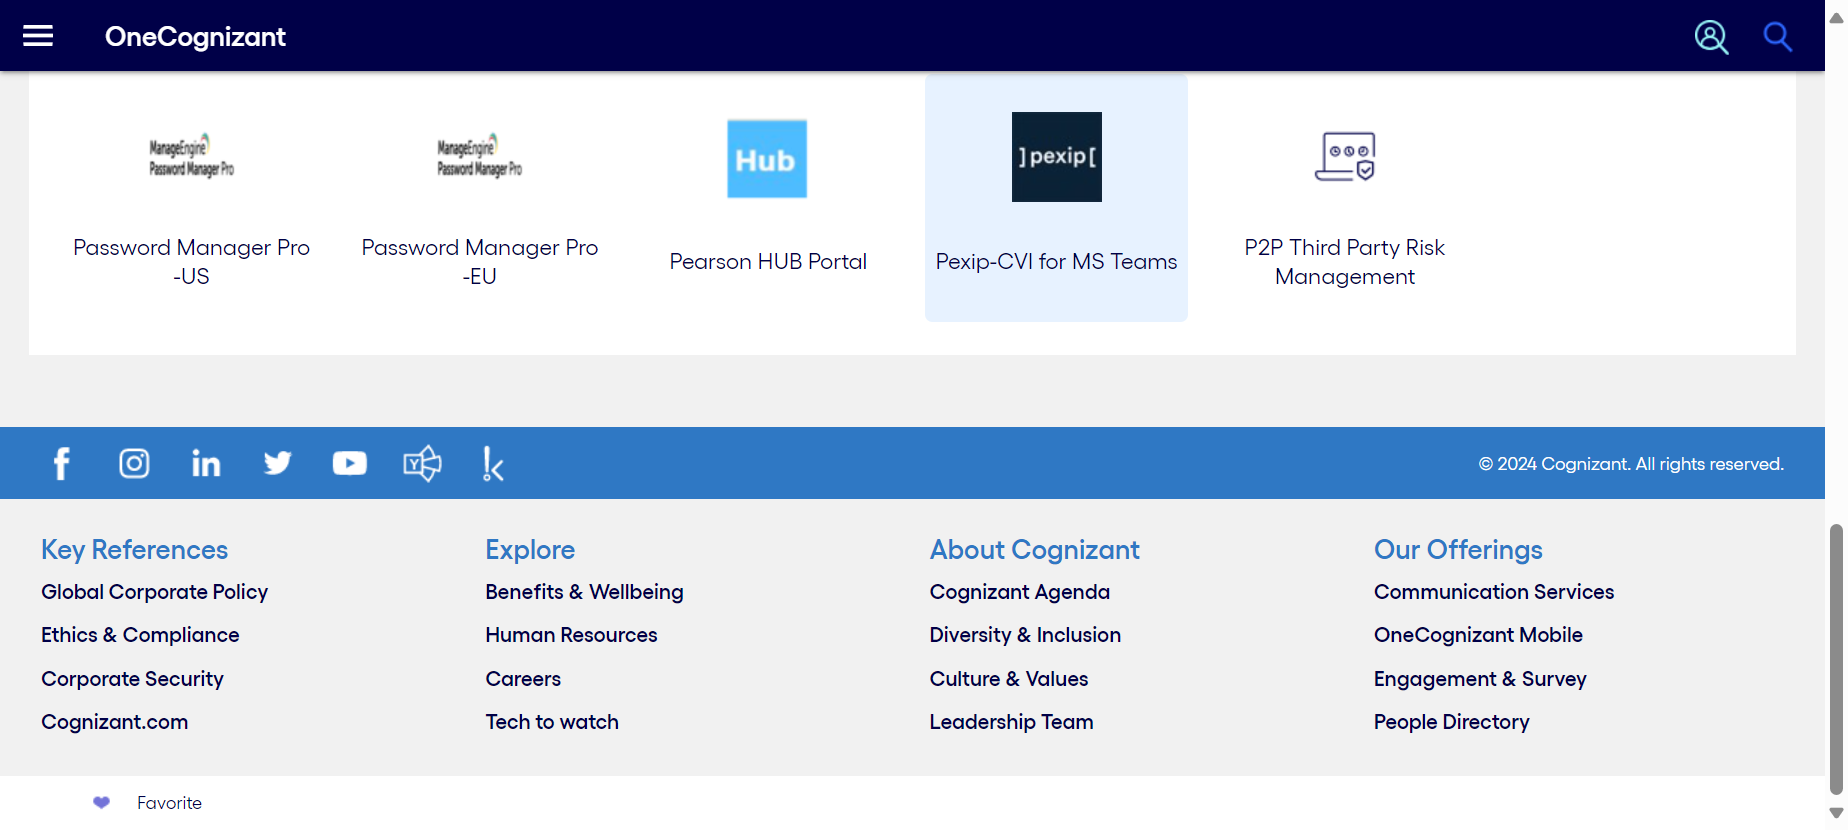 OneCognizant
ManageEngine
Password Manager Pro
ManageEngine
Password Manager Pro
Hub
]pexip[
Password Manager Pro
-US
Password Manager Pro
-EU
Pearson HUB Portal
Pexip-CVI for MS Teams
P2P Third Party Risk
Management
© 2024 Cognizant. All rights reserved.
Key References
Global Corporate Policy
Ethics & Compliance
Corporate Security
Cognizant.com
Explore
Benefits & Wellbeing
Human Resources
Careers
Tech to watch
About Cognizant
Cognizant Agenda
Diversity & Inclusion
Culture & Values
Leadership Team
Our Offerings
Communication Services
OneCognizant Mobile
Engagement & Survey
People Directory
Favorite